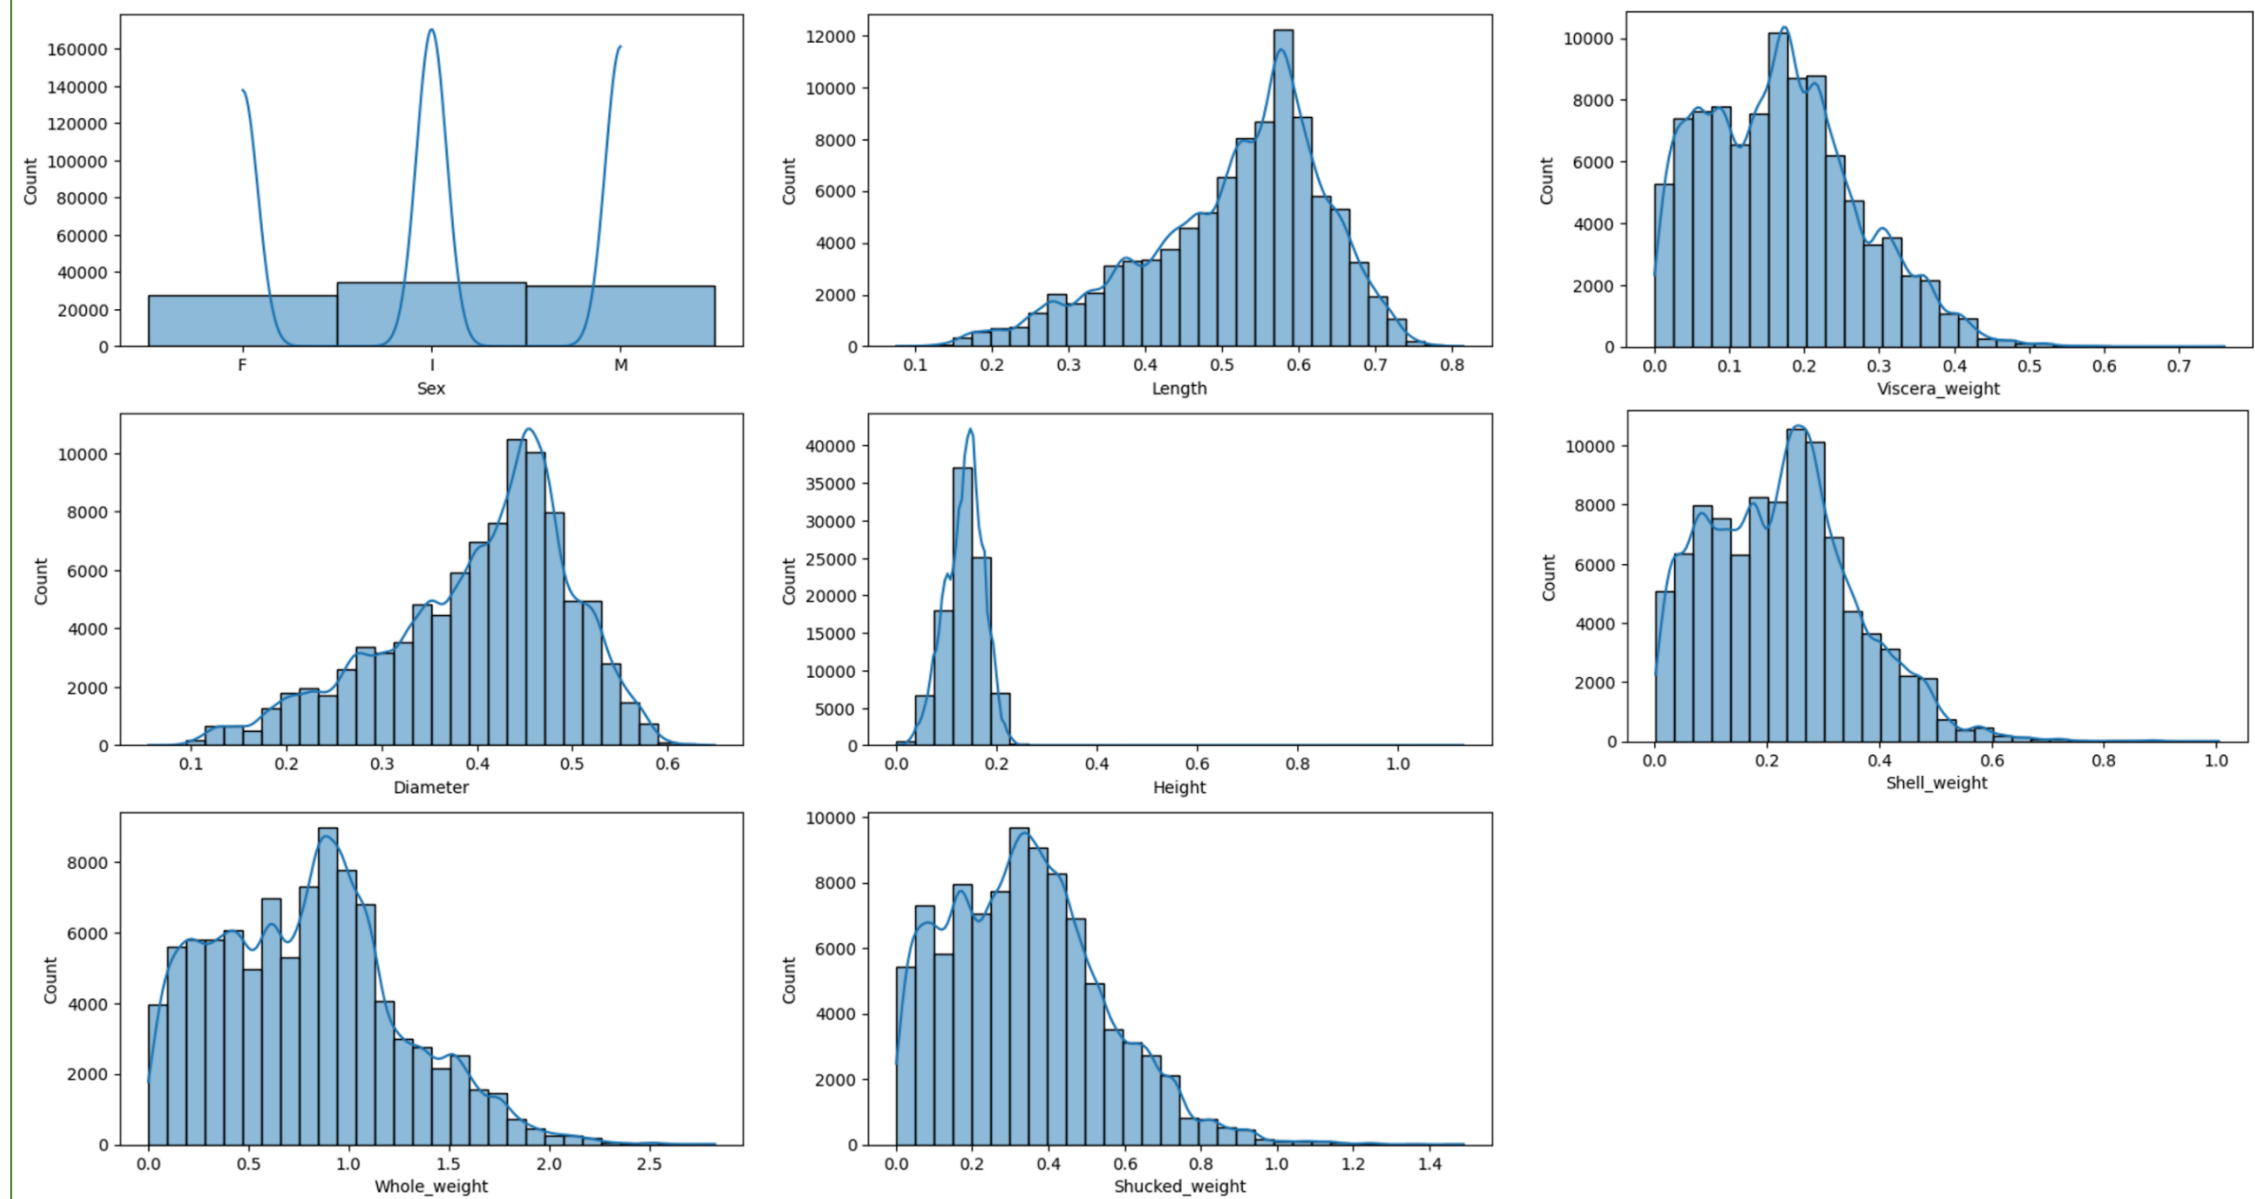 Count
160000
140000
120000
100000
80000
60000
40000
20000
0
F I M
Sex
Count
12000
10000
8000
6000
4000
2000
0
0.1 0.2 0.3 0.4 0.5 0.6 0.7 0.8
Length
Count
10000
8000
6000
4000
2000
0
0.0 0.1 0.2 0.3 0.4 0.5 0.6 0.7
Viscera_weight
Count
10000
8000
6000
4000
2000
0
0.1 0.2 0.3 0.4 0.5 0.6
Diameter
Count
40000
35000
30000
25000
20000
15000
10000
5000
0
0.0 0.2 0.4 0.6 0.8 1.0
Height
Count
10000
8000
6000
4000
2000
0
0.0 0.2 0.4 0.6 0.8 1.0
Shell_weight
Count
8000
6000
4000
2000
0
0.0 0.5 1.0 1.5 2.0 2.5
Whole_weight
Count
10000
8000
6000
4000
2000
0
0.0 0.2 0.4 0.6 0.8 1.0 1.2 1.4
Shucked_weight